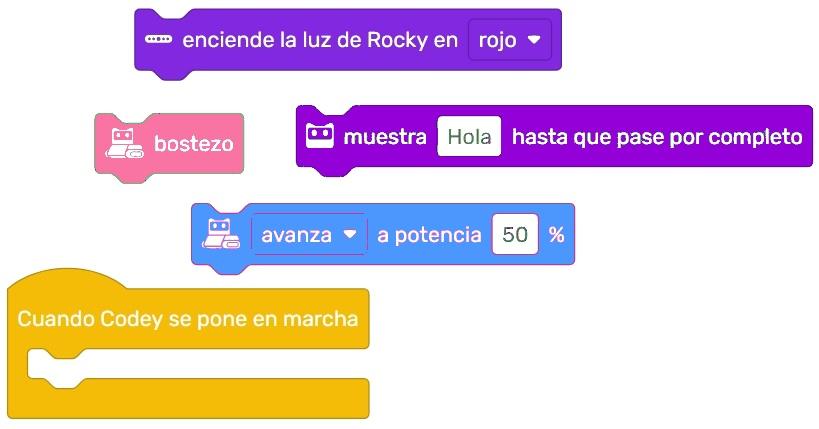 enciende la luz de Rocky en rojo
bostezo
muestra Hola hasta que pase por completo
avanza a potencia 50 %
Cuando Codey se pone en marcha